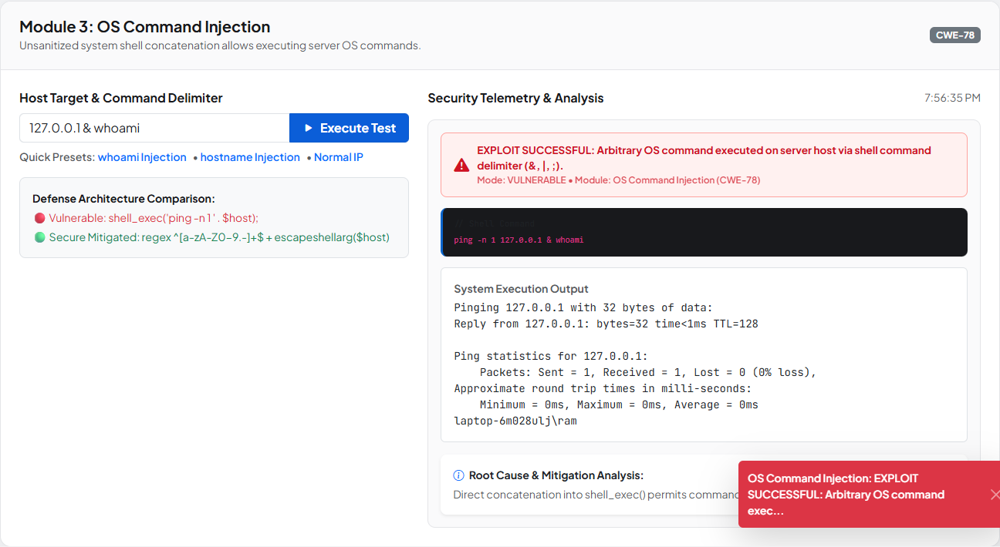 Module 3: OS Command Injection
Unsanitized system shell concatenation allows executing server OS commands.
CWE-78
Host Target & Command Delimiter
127.0.0.1 & whoami
Execute Test
Quick Presets: whoami Injection • hostname Injection • Normal IP
Defense Architecture Comparison:
Vulnerable: shell_exec('ping -n 1 ' . $host);
Secure Mitigated: regex ^[a-zA-Z0-9.-]+$ + escapeshellarg($host)
Security Telemetry & Analysis
7:56:35 PM
EXPLOIT SUCCESSFUL: Arbitrary OS command executed on server host via shell command
delimiter (&, |, ;).
Mode: VULNERABLE • Module: OS Command Injection (CWE-78)
// Shell Command
ping -n 1 127.0.0.1 & whoami
System Execution Output
Pinging 127.0.0.1 with 32 bytes of data:
Reply from 127.0.0.1: bytes=32 time<1ms TTL=128
Ping statistics for 127.0.0.1:
Packets: Sent = 1, Received = 1, Lost = 0 (0% loss),
Approximate round trip times in milli-seconds:
Minimum = 0ms, Maximum = 0ms, Average = 0ms
laptop-6m028ulj\ram
Root Cause & Mitigation Analysis:
Direct concatenation into shell_exec() permits command
OS Command Injection: EXPLOIT
SUCCESSFUL: Arbitrary OS command
exec...